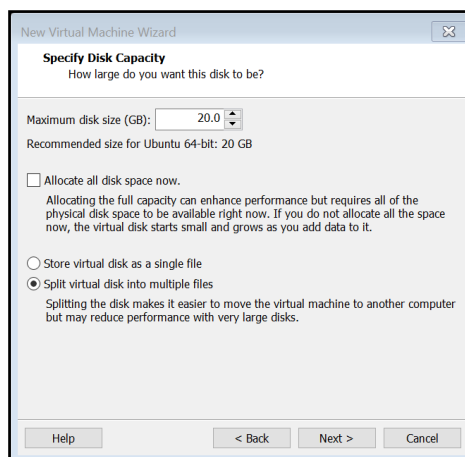 New Virtual Machine Wizard
Specify Disk Capacity
How large do you want this disk to be?
Maximum disk size (GB): 20.0
Recommended size for Ubuntu 64-bit: 20 GB
Allocate all disk space now.
Allocating the full capacity can enhance performance but requires all of the
physical disk space to be available right now. If you do not allocate all the space
now, the virtual disk starts small and grows as you add data to it.
Store virtual disk as a single file
Split virtual disk into multiple files
Splitting the disk makes it easier to move the virtual machine to another computer
but may reduce performance with very large disks.
Help < Back Next > Cancel